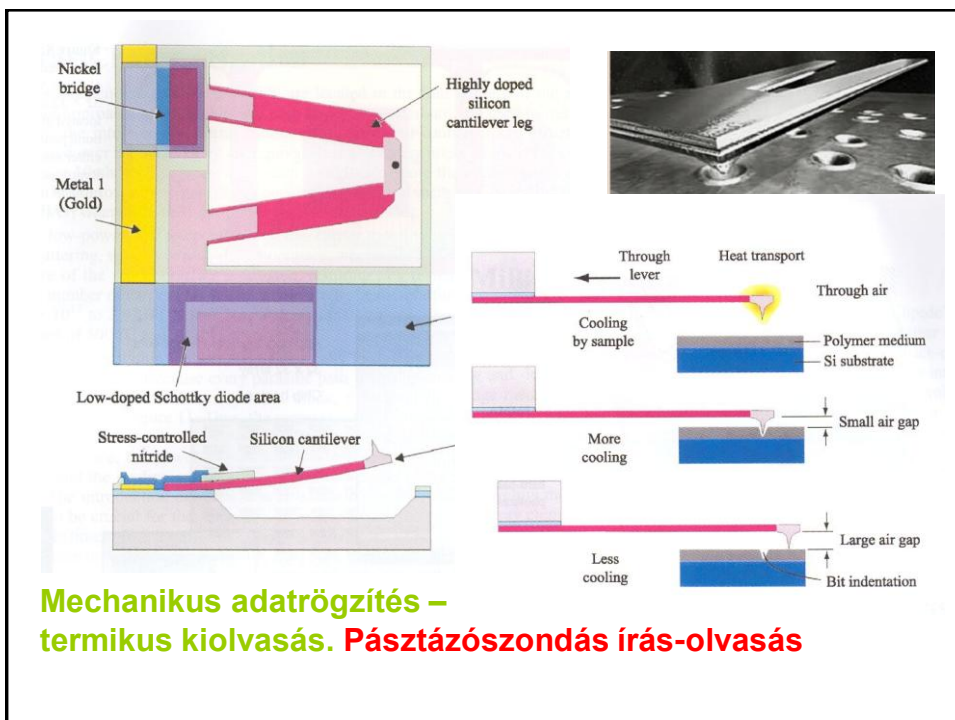 Nickel
bridge
Highly doped
silicon
cantilever leg
Metal 1
(Gold)
Low-doped Schottky diode area
Stress-controlled
nitride
Silicon cantilever
Through
lever
Heat transport
Through air
Cooling
by sample
Polymer medium
Si substrate
Small air gap
More
cooling
Large air gap
Less
cooling
Bit indentation
Mechanikus adatrögzítés –
termikus kiolvasás. Pásztázószondás írás-olvasás